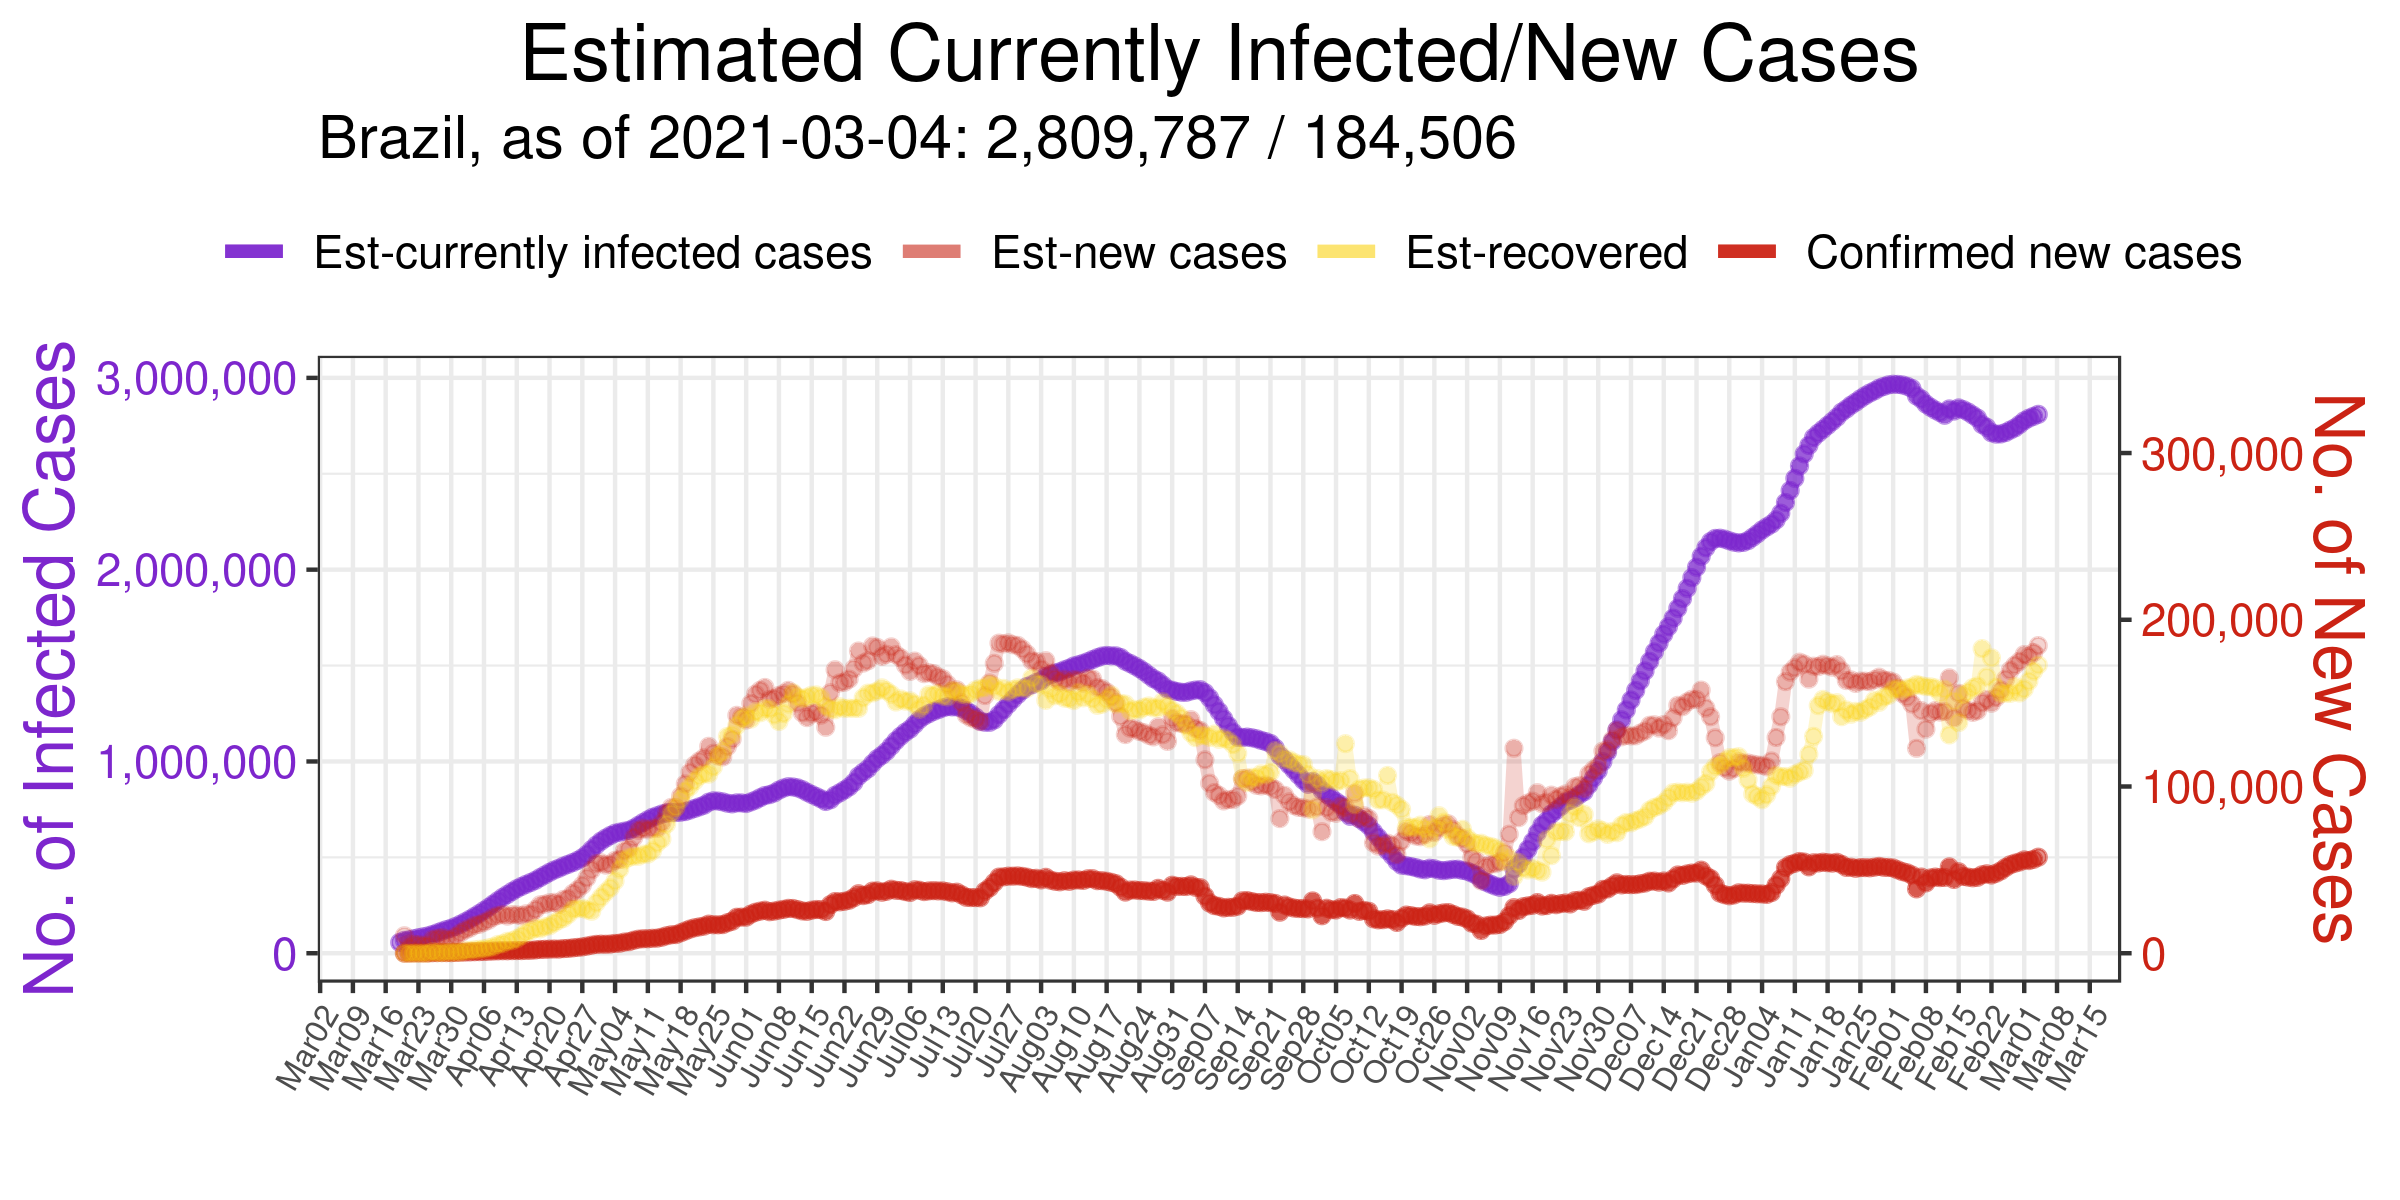 Estimated Currently Infected/New Cases
Brazil, as of 2021-03-04: 2,809,787 / 184,506
Est-currently infected cases Est-new cases Est-recovered Confirmed new cases
No. of Infected Cases
3,000,000
2,000,000
1,000,000
0
300,000
200,000
100,000
0
No. of New Cases
Mar02 Mar09 Mar16 Mar23 Mar30 Apr06 Apr13 Apr20 Apr27 May04 May11 May18 May25 Jun01 Jun08 Jun15 Jun22 Jun29 Jul06 Jul13 Jul20 Jul27 Aug03 Aug10 Aug17 Aug24 Aug31 Sep07 Sep14 Sep21 Sep28 Oct05 Oct12 Oct19 Oct26 Nov02 Nov09 Nov16 Nov23 Nov30 Dec07 Dec14 Dec21 Dec28 Jan04 Jan11 Jan18 Jan25 Feb01 Feb08 Feb15 Feb22 Mar01 Mar08 Mar15